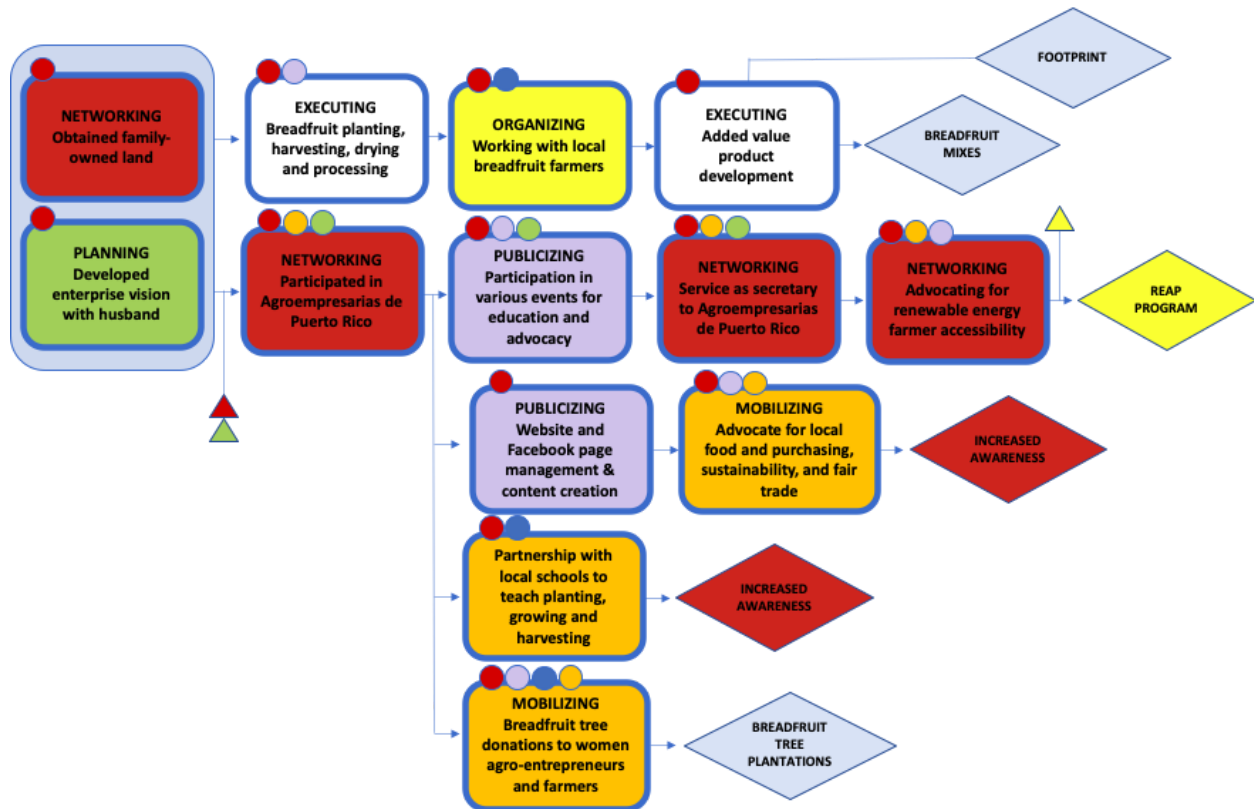 NETWORKING
Obtained family-
owned land
EXECUTING
Breadfruit planting,
harvesting, drying
and processing
ORGANIZING
Working with local
breadfruit farmers
EXECUTING
Added value
product
development
FOOTPRINT
BREADFRUIT
MIXES
PLANNING
Developed
enterprise vision
with husband
NETWORKING
Participated in
Agroempresarias de
Puerto Rico
PUBLICIZING
Participation in
various events for
education and
advocacy
NETWORKING
Service as secretary
to Agroempresarias
de Puerto Rico
NETWORKING
Advocating for
renewable energy
farmer accessibility
REAP
PROGRAM
PUBLICIZING
Website and
Facebook page
management &
content creation
MOBILIZING
Advocate for local
food and purchasing,
sustainability, and fair
trade
INCREASED
AWARENESS
Partnership with
local schools to
teach planting,
growing and
harvesting
INCREASED
AWARENESS
MOBILIZING
Breadfruit tree
donations to women
agro-entrepreneurs
and farmers
BREADFRUIT
TREE
PLANTATIONS